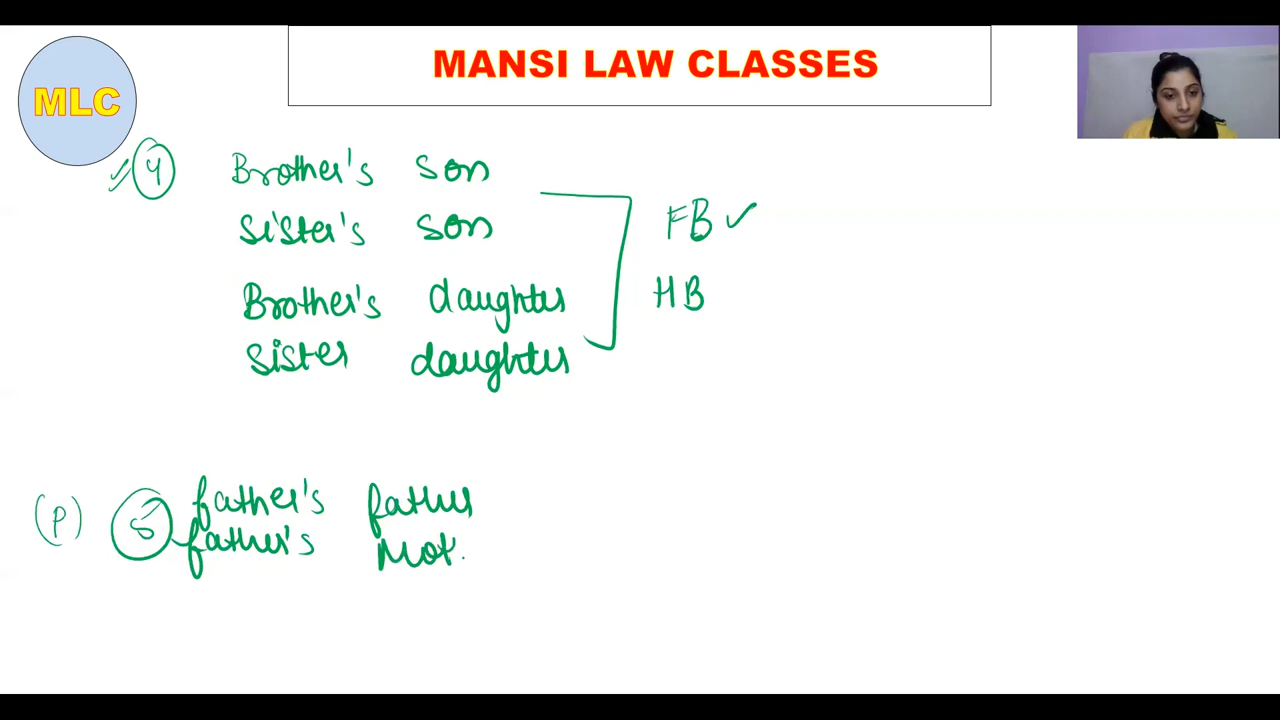 MANSI LAW CLASSES
MLC
4 Brother's son
sister's son
FB ✓
Brother's daughter
HB
sister daughter
(P) 5 father's father
father's Mot